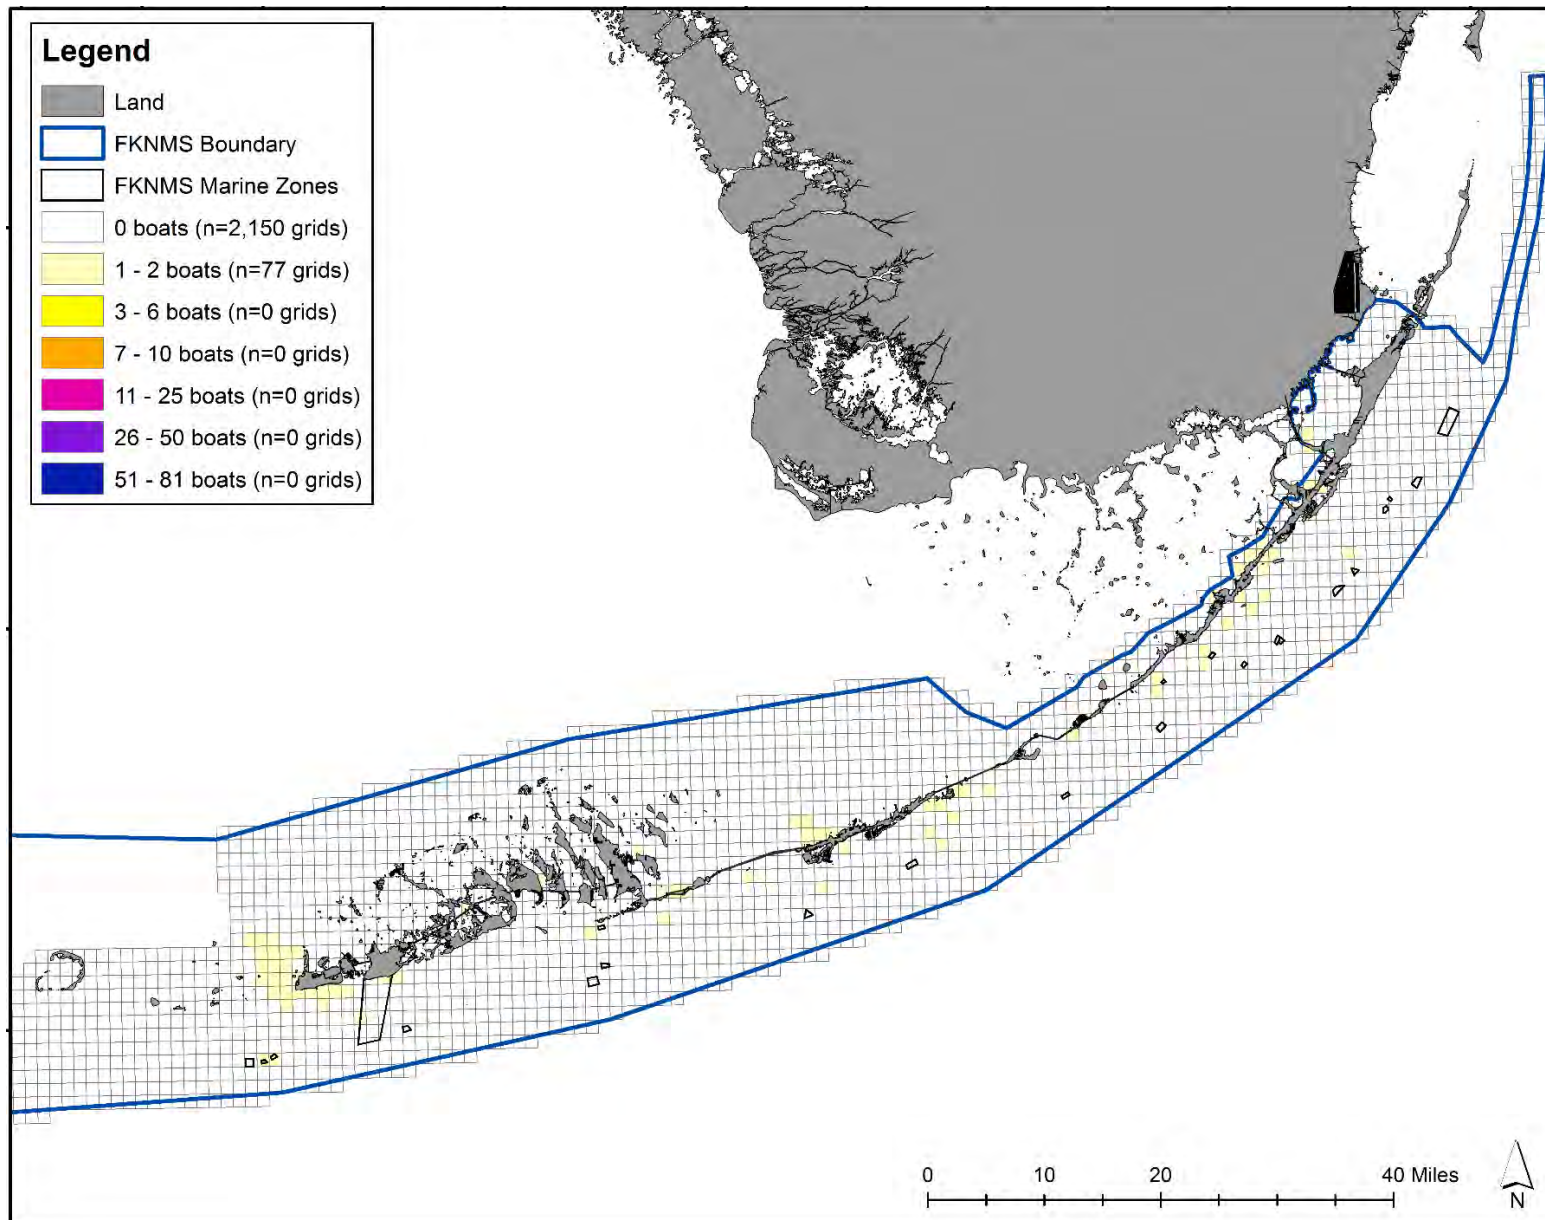 Legend
Land
FKNMS Boundary
FKNMS Marine Zones
0 boats (n=2,150 grids)
1 - 2 boats (n=77 grids)
3 - 6 boats (n=0 grids)
7 - 10 boats (n=0 grids)
11 - 25 boats (n=0 grids)
26 - 50 boats (n=0 grids)
51 - 81 boats (n=0 grids)
0 10 20 40 Miles
N